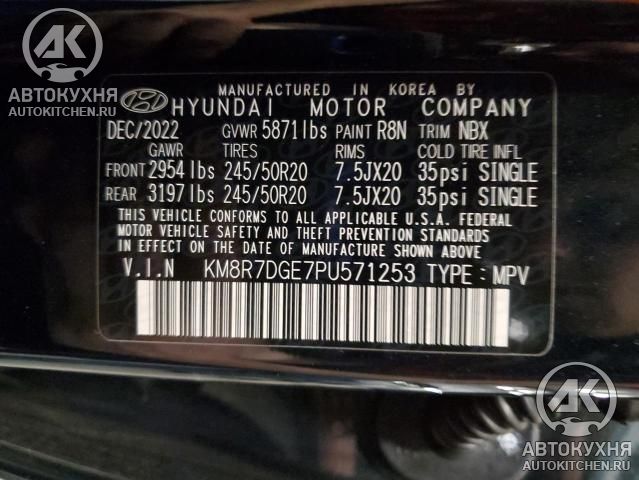 MANUFACTURED IN KOREA BY
HYUNDAI MOTOR COMPANY
DEC/2022 GVWR 5871lbs PAINT R8N TRIM NBX
GAWR TIRES RIMS COLD TIRE INFL
FRONT 2954lbs 245/50R20 7.5JX20 35psi SINGLE
REAR 3197lbs 245/50R20 7.5JX20 35psi SINGLE
THIS VEHICLE CONFORMS TO ALL APPLICABLE U.S.A. FEDERAL
MOTOR VEHICLE SAFETY AND THEFT PREVENTION STANDARDS
IN EFFECT ON THE DATE OF MANUFACTURE SHOWN ABOVE.
V.I.N KM8R7DGE7PU571253 TYPE : MPV
АК
АВТОКУХНЯ
AUTOKITCHEN.RU
АК
АВТОКУХНЯ
AUTOKITCHEN.RU